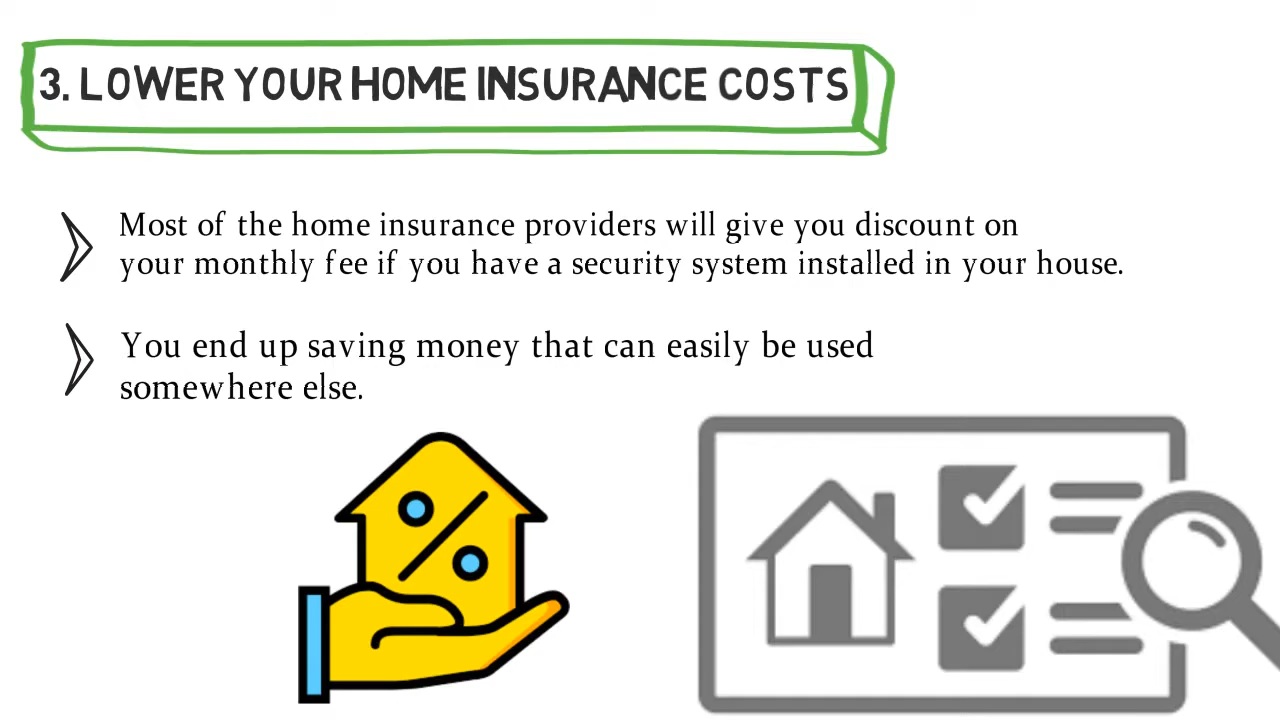 3. LOWER YOUR HOME INSURANCE COSTS
Most of the home insurance providers will give you discount on
your monthly fee if you have a security system installed in your house.
You end up saving money that can easily be used
somewhere else.